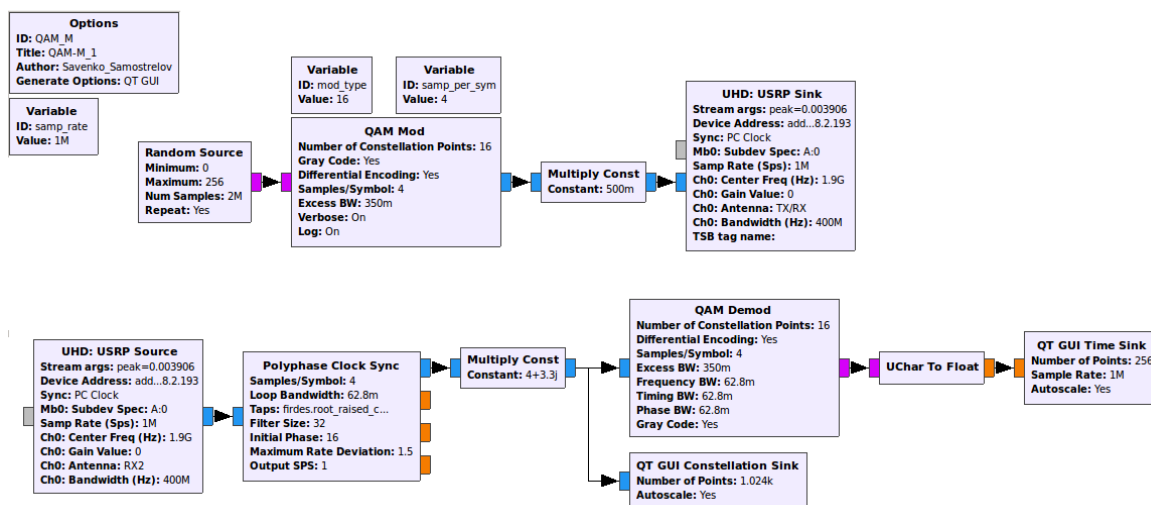 Options
ID: QAM_M
Title: QAM-M_1
Author: Savenko_Samostrelov
Generate Options: QT GUI
Variable
ID: samp_rate
Value: 1M
Variable
ID: mod_type
Value: 16
Variable
ID: samp_per_sym
Value: 4
Random Source
Minimum: 0
Maximum: 256
Num Samples: 2M
Repeat: Yes
QAM Mod
Number of Constellation Points: 16
Gray Code: Yes
Differential Encoding: Yes
Samples/Symbol: 4
Excess BW: 350m
Verbose: On
Log: On
Multiply Const
Constant: 500m
UHD: USRP Sink
Stream args: peak=0.003906
Device Address: add...8.2.193
Sync: PC Clock
Mb0: Subdev Spec: A:0
Samp Rate (Sps): 1M
Ch0: Center Freq (Hz): 1.9G
Ch0: Gain Value: 0
Ch0: Antenna: TX/RX
Ch0: Bandwidth (Hz): 400M
TSB tag name:
UHD: USRP Source
Stream args: peak=0.003906
Device Address: add...8.2.193
Sync: PC Clock
Mb0: Subdev Spec: A:0
Samp Rate (Sps): 1M
Ch0: Center Freq (Hz): 1.9G
Ch0: Gain Value: 0
Ch0: Antenna: RX2
Ch0: Bandwidth (Hz): 400M
Polyphase Clock Sync
Samples/Symbol: 4
Loop Bandwidth: 62.8m
Taps: firdes.root_raised_c...
Filter Size: 32
Initial Phase: 16
Maximum Rate Deviation: 1.5
Output SPS: 1
Multiply Const
Constant: 4+3.3j
QAM Demod
Number of Constellation Points: 16
Differential Encoding: Yes
Samples/Symbol: 4
Excess BW: 350m
Frequency BW: 62.8m
Timing BW: 62.8m
Phase BW: 62.8m
Gray Code: Yes
QT GUI Constellation Sink
Number of Points: 1.024k
Autoscale: Yes
UChar To Float
QT GUI Time Sink
Number of Points: 256
Sample Rate: 1M
Autoscale: Yes